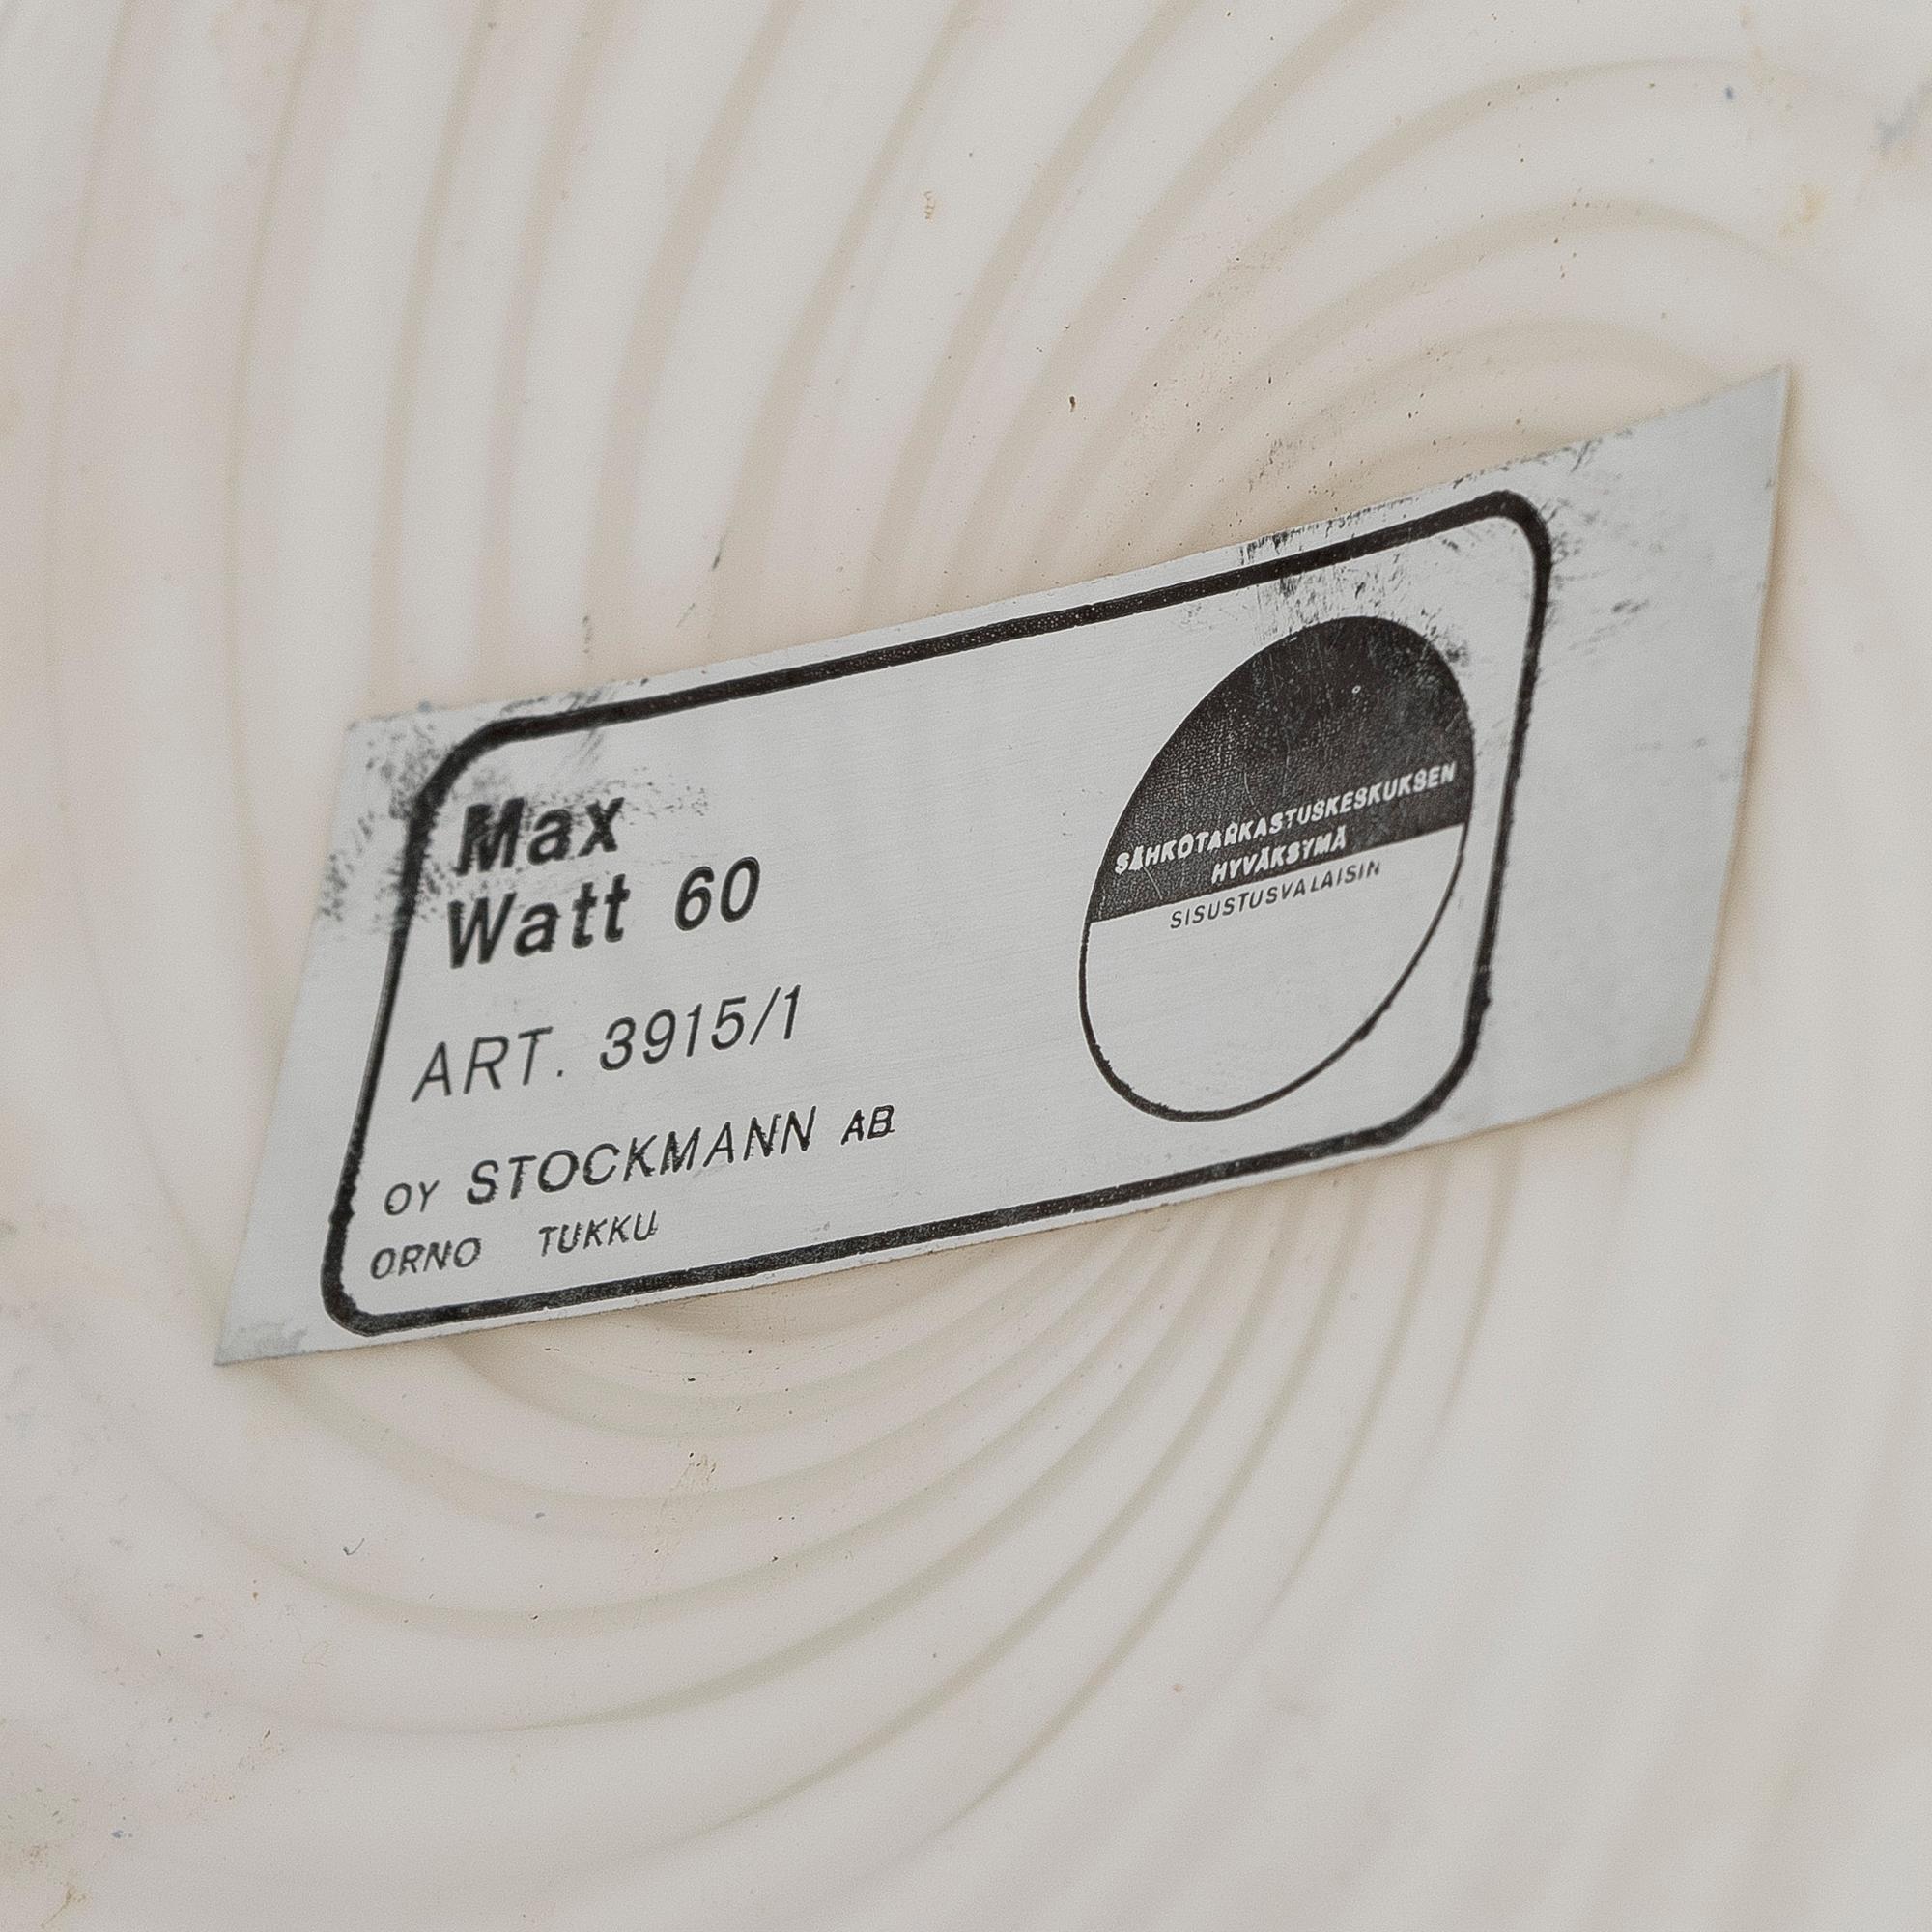 Max
Watt 60
ART. 3915/1
OY STOCKMANN AB
ORNO TUKKU
SÄHKÖTARKASTUSKESKUKSEN
HYVÄKSYMÄ
SISUSTUSVALAISIN